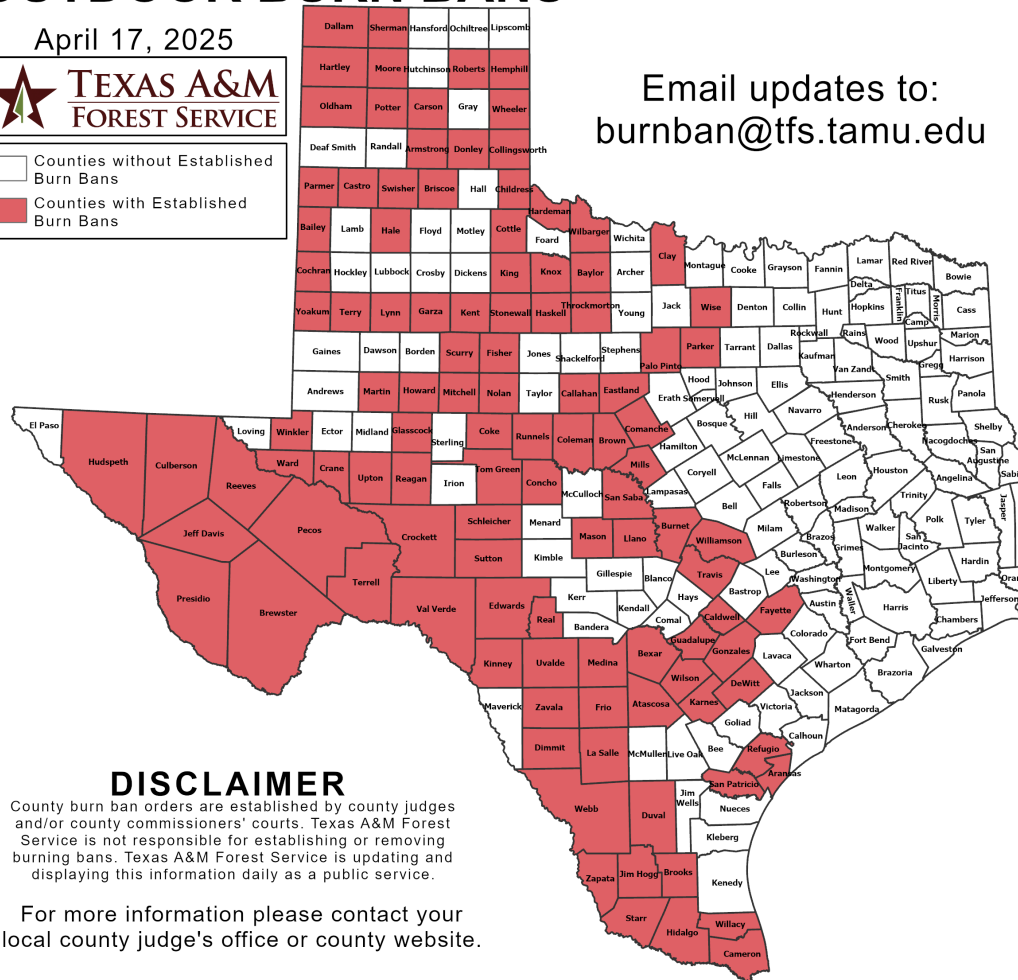 OUTDOOR BURN BANS
April 17, 2025
TEXAS A&M
FOREST SERVICE
Counties without Established
Burn Bans
Counties with Established
Burn Bans
Email updates to:
burnban@tfs.tamu.edu
Dallam Sherman Hansford Ochiltree Lipscomb
Hartley Moore Hutchinson Roberts Hemphill
Oldham Potter Carson Gray Wheeler
Deaf Smith Randall Armstrong Donley Collingsworth
Parmer Castro Swisher Briscoe Hall Childress
Hardeman
Bailey Lamb Hale Floyd Motley Cottle Foard Wilbarger Wichita Clay
Montague Cooke Grayson Fannin Lamar Red River Bowie
Cochran Hockley Lubbock Crosby Dickens King Knox Baylor Archer
Delta Titus Franklin Morris
Yoakum Terry Lynn Garza Kent Stonewall Haskell Throckmorton Young Jack Wise Denton Collin Hunt Hopkins Camp Cass
Rockwall Rains Wood Upshur Marion
Gaines Dawson Borden Scurry Fisher Jones Shackelford Stephens Palo Pinto Parker Tarrant Dallas Kaufman Van Zandt Smith Gregg Harrison
Andrews Martin Howard Mitchell Nolan Taylor Callahan Eastland Erath Hood Somervell Johnson Ellis Henderson Rusk Panola
El Paso Loving Winkler Ector Midland Glasscock Sterling Coke Runnels Coleman Brown Comanche Hamilton Bosque Hill Navarro Freestone Anderson Cherokee Nacogdoches Shelby
San
Augustine
Sabi
Hudspeth Culberson Reeves Ward Crane Upton Reagan Irion Tom Green Concho McCulloch San Saba Mills Lampasas Coryell McLennan Limestone Falls Leon Houston Angelina
Jeff Davis Pecos Crockett Schleicher Menard Mason Llano Burnet Bell Williamson Milam Robertson Madison Trinity Walker Polk Tyler Jasper
San
Jacinto
Presidio Brewster Terrell Val Verde Sutton Kimble Gillespie Blanco Travis Lee Burleson Brazos Grimes Montgomery Liberty Hardin Oran
Edwards Real Kerr Bandera Kendall Comal Hays Caldwell Bastrop Fayette Washington Austin Waller Harris Chambers Jefferson
Kinney Uvalde Medina Bexar Guadalupe Gonzales Lavaca Colorado Fort Bend Galveston
Maverick Zavala Frio Atascosa Wilson Karnes DeWitt Victoria Jackson Wharton Matagorda Brazoria
Dimmit La Salle McMullen Live Oak Bee Goliad Refugio Calhoun Aransas
Webb Duval
Jim
Wells
San Patricio Nueces Kleberg
Zapata Jim Hogg Brooks Kenedy
Starr Hidalgo Willacy Cameron
DISCLAIMER
County burn ban orders are established by county judges
and/or county commissioners' courts. Texas A&M Forest
Service is not responsible for establishing or removing
burning bans. Texas A&M Forest Service is updating and
displaying this information daily as a public service.
For more information please contact your
local county judge's office or county website.